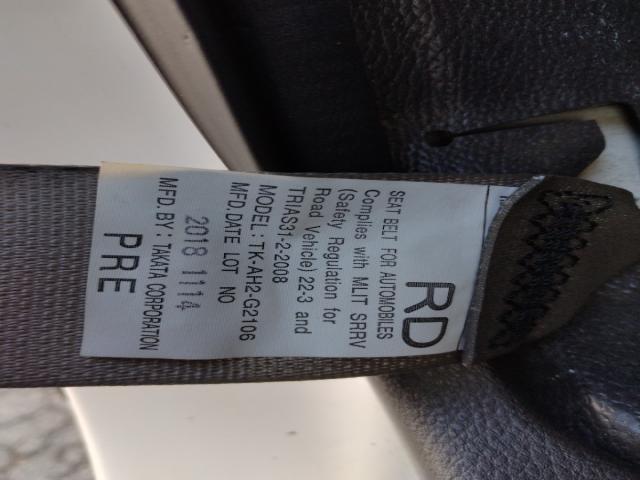 RD
SEAT BELT FOR AUTOMOBILES
Complies with MLIT SRRV
(Safety Regulation for
Road Vehicle) 22-3 and
TRIAS31-2-2008
MODEL: TK-AH2-G2106
MFD.DATE LOT NO
2018 1114
MFD. BY: TAKATA CORPORATION
PRE